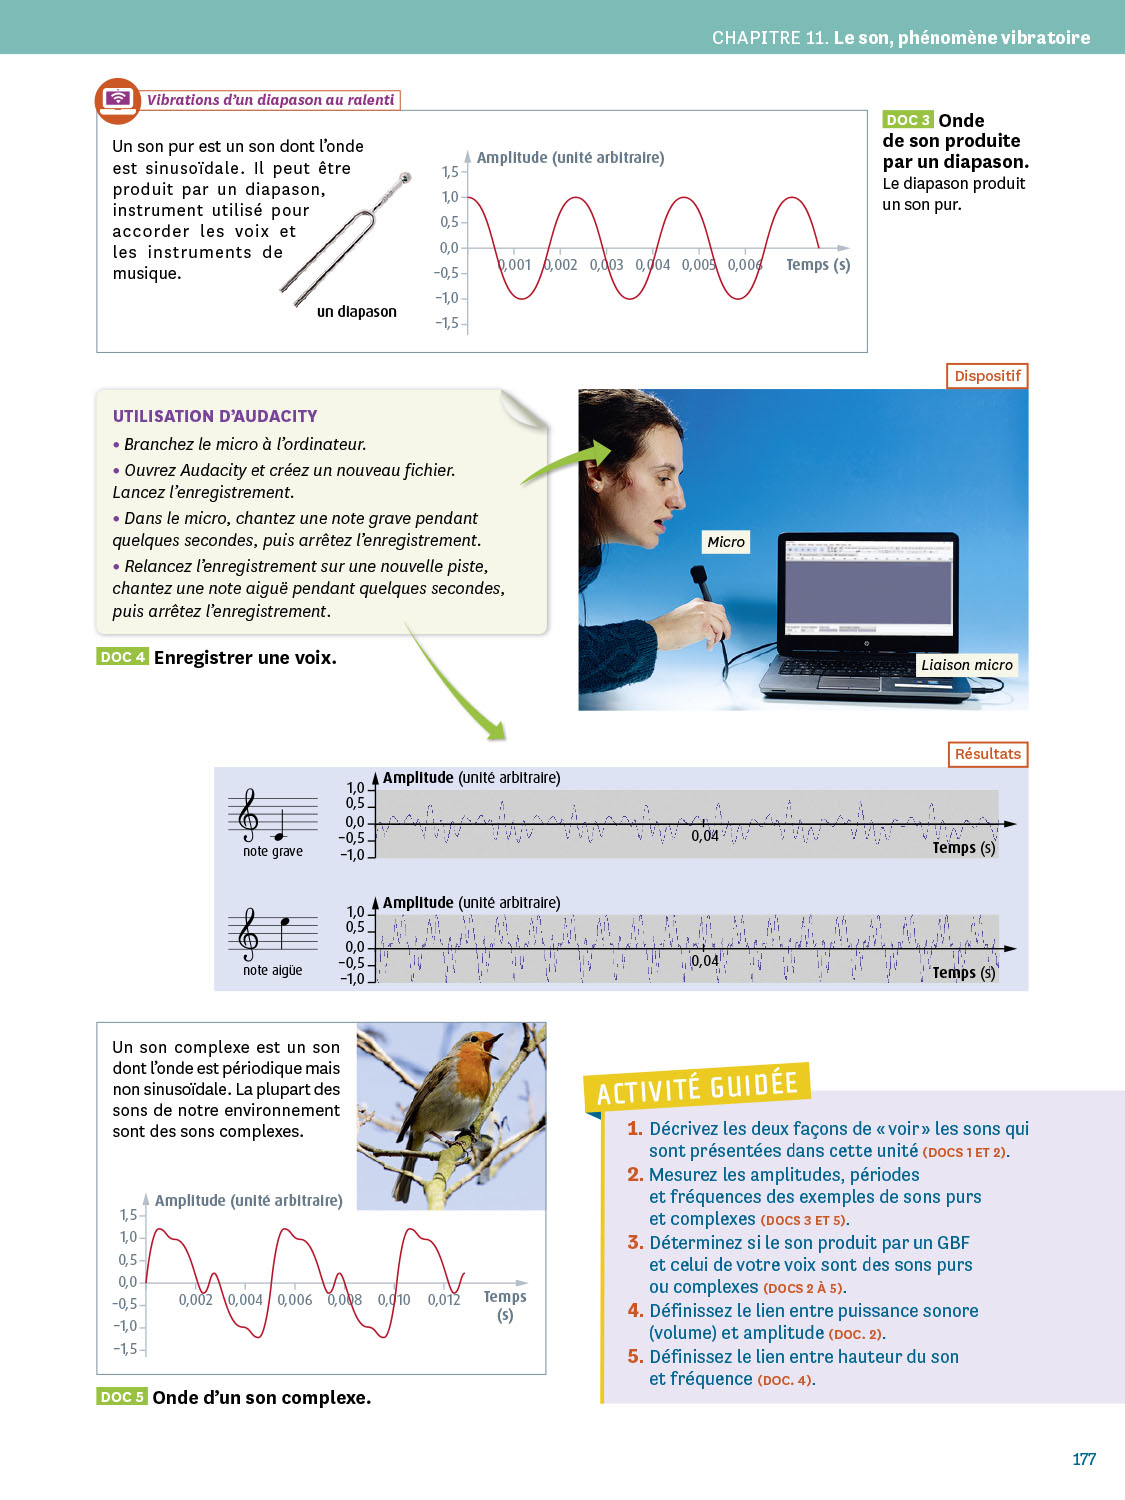 CHAPITRE 11. Le son, phénomène vibratoire
Vibrations d'un diapason au ralenti
Un son pur est un son dont l'onde
est sinusoïdale. Il peut être
produit par un diapason,
instrument utilisé pour
accorder les voix et
les instruments de
musique.
un diapason
Amplitude (unité arbitraire)
1,5
1,0
0,5
0,0
–0,5
–1,0
–1,5
0,001 0,002 0,003 0,004 0,005 0,006
Temps (s)
DOC 3 Onde
de son produite
par un diapason.
Le diapason produit
un son pur.
Dispositif
UTILISATION D'AUDACITY
• Branchez le micro à l'ordinateur.
• Ouvrez Audacity et créez un nouveau fichier.
Lancez l'enregistrement.
• Dans le micro, chantez une note grave pendant
quelques secondes, puis arrêtez l'enregistrement.
• Relancez l'enregistrement sur une nouvelle piste,
chantez une note aiguë pendant quelques secondes,
puis arrêtez l'enregistrement.
DOC 4 Enregistrer une voix.
Micro
Liaison micro
Résultats
Amplitude (unité arbitraire)
1,0
0,5
0,0
–0,5
–1,0
0,04
Temps (s)
note grave
Amplitude (unité arbitraire)
1,0
0,5
0,0
–0,5
–1,0
0,04
Temps (s)
note aigüe
Un son complexe est un son
dont l'onde est périodique mais
non sinusoïdale. La plupart des
sons de notre environnement
sont des sons complexes.
Amplitude (unité arbitraire)
1,5
1,0
0,5
0,0
–0,5
–1,0
–1,5
0,002 0,004 0,006 0,008 0,010 0,012
Temps
(s)
DOC 5 Onde d'un son complexe.
ACTIVITÉ GUIDÉE
1. Décrivez les deux façons de « voir » les sons qui
sont présentées dans cette unité (DOCS 1 ET 2).
2. Mesurez les amplitudes, périodes
et fréquences des exemples de sons purs
et complexes (DOCS 3 ET 5).
3. Déterminez si le son produit par un GBF
et celui de votre voix sont des sons purs
ou complexes (DOCS 2 À 5).
4. Définissez le lien entre puissance sonore
(volume) et amplitude (DOC. 2).
5. Définissez le lien entre hauteur du son
et fréquence (DOC. 4).
177